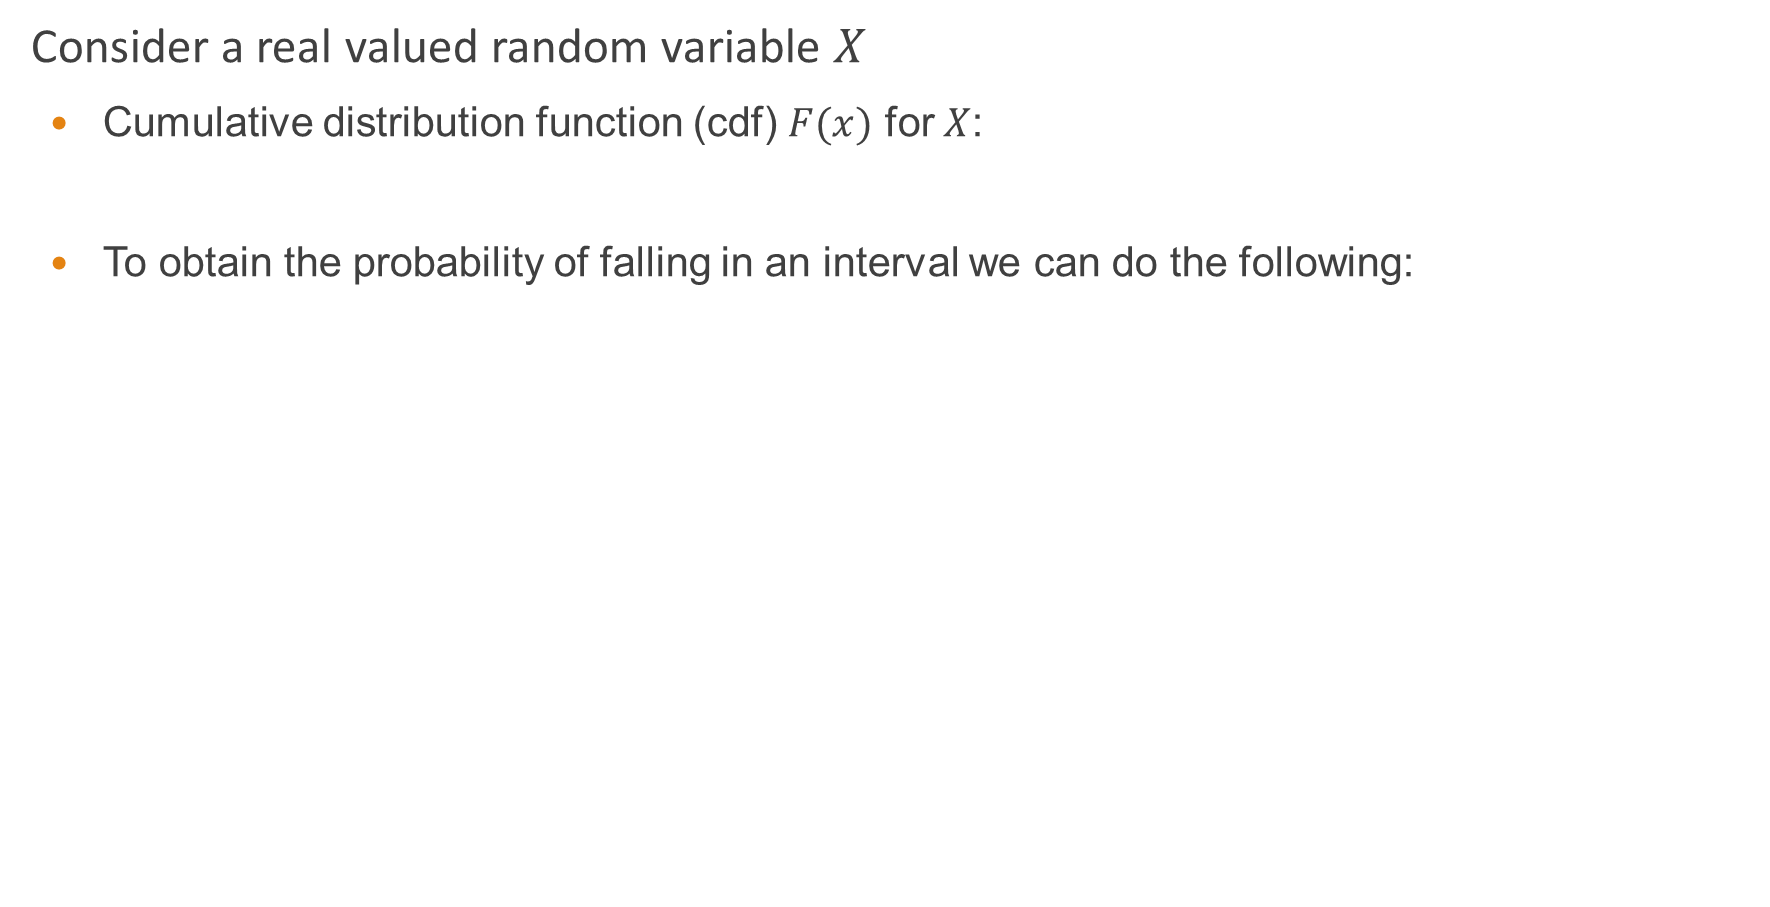 Consider a real valued random variable X
• Cumulative distribution function (cdf) F(x) for X:
• To obtain the probability of falling in an interval we can do the following: